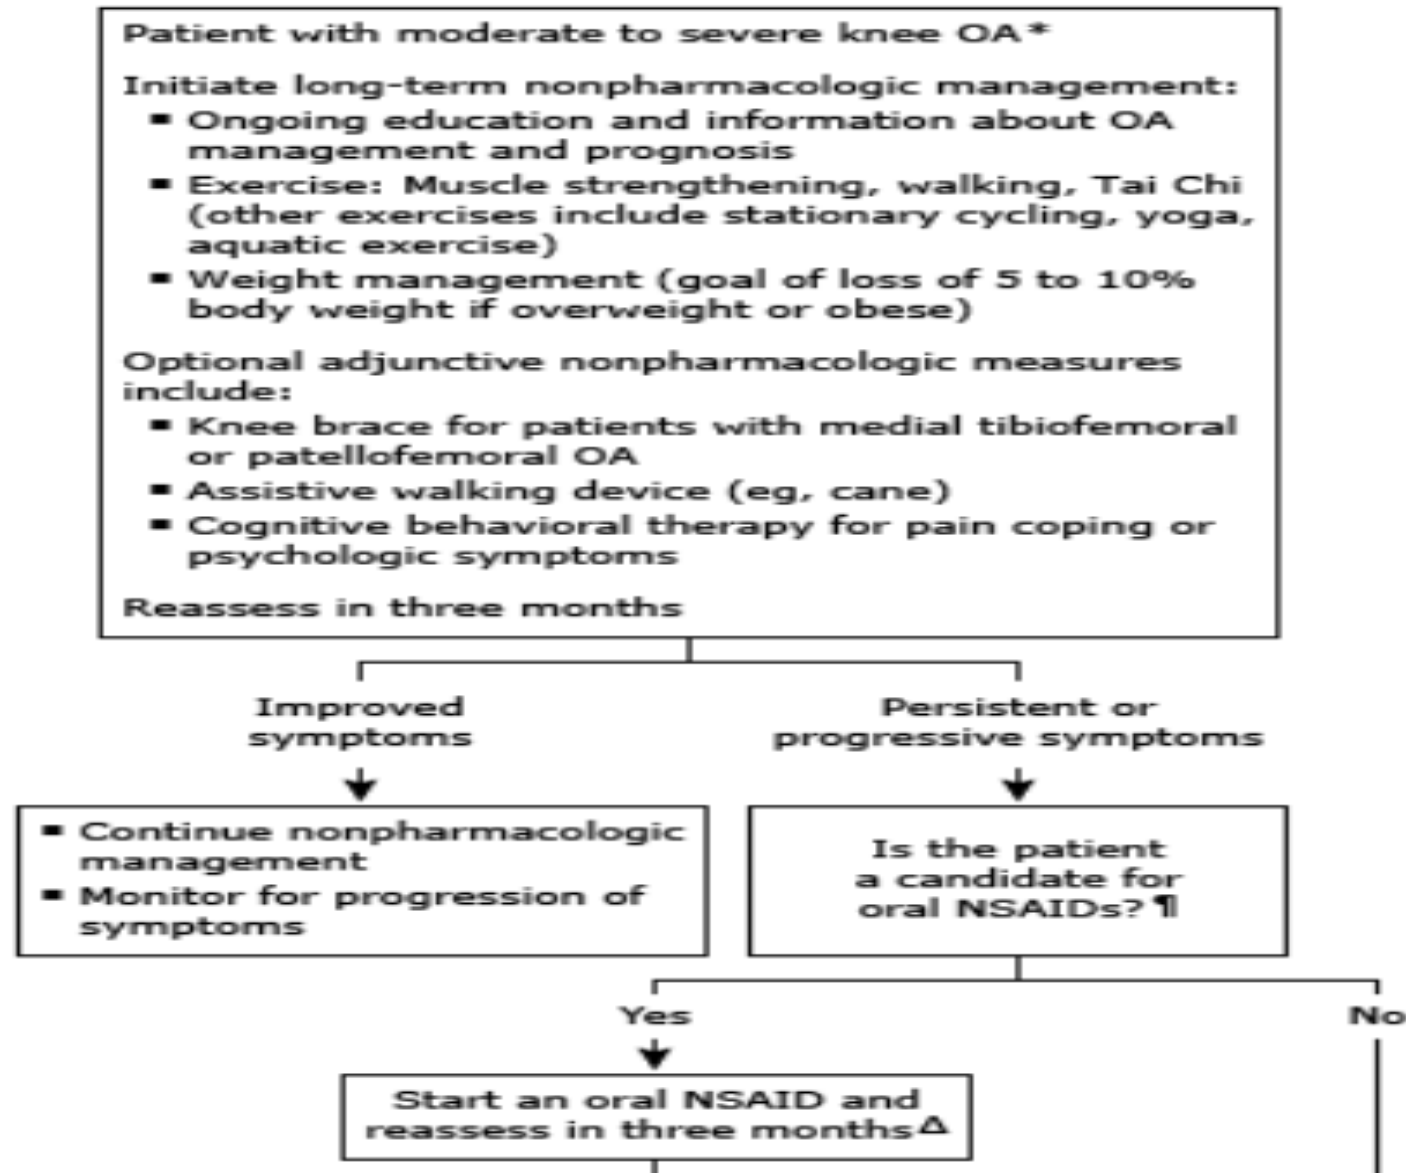 Patient with moderate to severe knee OA*
Initiate long-term nonpharmacologic management:
▪ Ongoing education and information about OA
management and prognosis
▪ Exercise: Muscle strengthening, walking, Tai Chi
(other exercises include stationary cycling, yoga,
aquatic exercise)
▪ Weight management (goal of loss of 5 to 10%
body weight if overweight or obese)
Optional adjunctive nonpharmacologic measures
include:
▪ Knee brace for patients with medial tibiofemoral
or patellofemoral OA
▪ Assistive walking device (eg, cane)
▪ Cognitive behavioral therapy for pain coping or
psychologic symptoms
Reassess in three months
Improved
symptoms
▪ Continue nonpharmacologic
management
▪ Monitor for progression of
symptoms
Persistent or
progressive symptoms
Is the patient
a candidate for
oral NSAIDs? ¶
Yes
No
Start an oral NSAID and
reassess in three months Δ